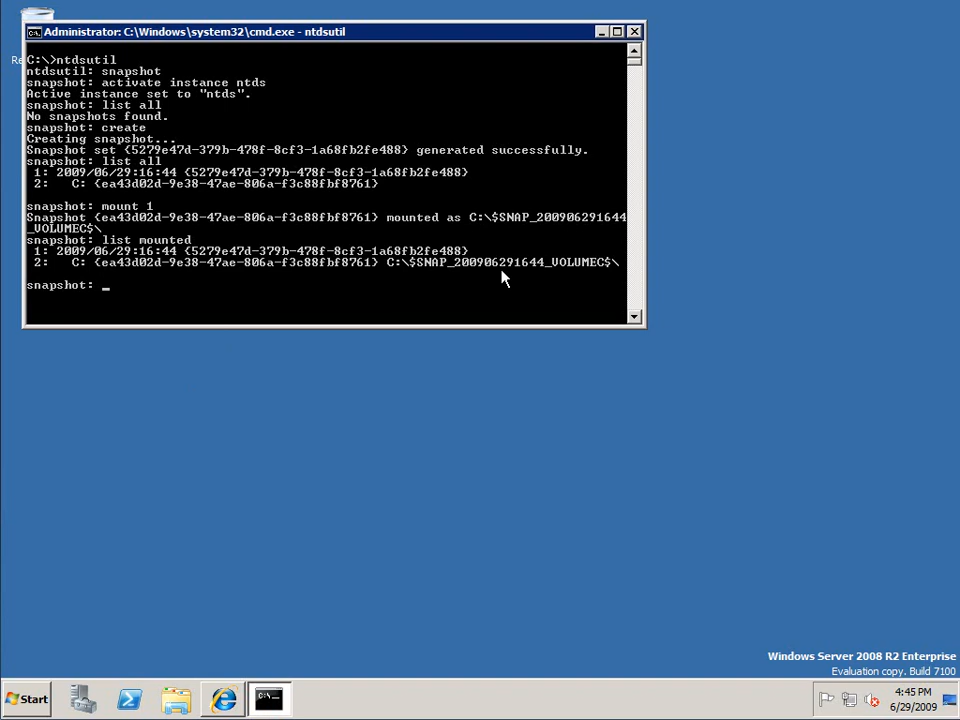 Administrator: C:\Windows\system32\cmd.exe - ntdsutil
Re
C:\>ntdsutil
ntdsutil: snapshot
snapshot: activate instance ntds
Active instance set to "ntds".
snapshot: list all
No snapshots found.
snapshot: create
Creating snapshot...
Snapshot set {5279e47d-379b-478f-8cf3-1a68fb2fe488} generated successfully.
snapshot: list all
1: 2009/06/29:16:44 {5279e47d-379b-478f-8cf3-1a68fb2fe488}
2: C: {ea43d02d-9e38-47ae-806a-f3c88fbf8761}
snapshot: mount 1
Snapshot {ea43d02d-9e38-47ae-806a-f3c88fbf8761} mounted as C:\$SNAP_200906291644
_VOLUMEC$\
snapshot: list mounted
1: 2009/06/29:16:44 {5279e47d-379b-478f-8cf3-1a68fb2fe488}
2: C: {ea43d02d-9e38-47ae-806a-f3c88fbf8761} C:\$SNAP_200906291644_VOLUMEC$\
snapshot: _
Windows Server 2008 R2 Enterprise
Evaluation copy. Build 7100
Start
C:\_
4:45 PM
6/29/2009